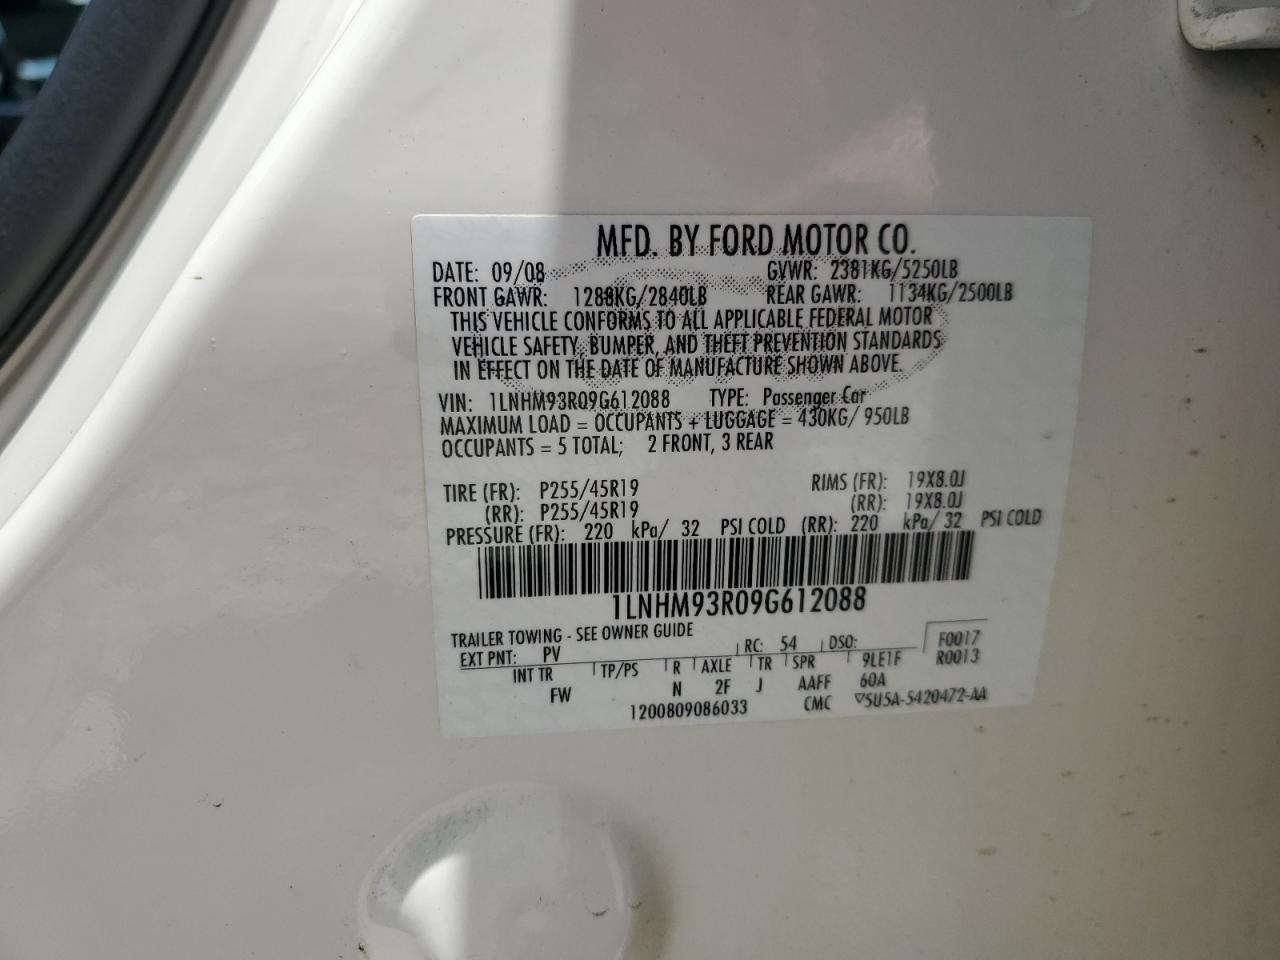 MFD. BY FORD MOTOR CO.
DATE: 09/08 GVWR: 2381KG/5250LB
FRONT GAWR: 1288KG/2840LB REAR GAWR: 1134KG/2500LB
THIS VEHICLE CONFORMS TO ALL APPLICABLE FEDERAL MOTOR
VEHICLE SAFETY, BUMPER, AND THEFT PREVENTION STANDARDS
IN EFFECT ON THE DATE OF MANUFACTURE SHOWN ABOVE.
VIN: 1LNHM93R09G612088 TYPE: Passenger Car
MAXIMUM LOAD = OCCUPANTS + LUGGAGE = 430KG/ 950LB
OCCUPANTS = 5 TOTAL; 2 FRONT, 3 REAR
TIRE (FR): P255/45R19 RIMS (FR): 19X8.0J
(RR): P255/45R19 (RR): 19X8.0J
PRESSURE (FR): 220 kPa/ 32 PSI COLD (RR): 220 kPa/ 32 PSI COLD
1LNHM93R09G612088
TRAILER TOWING - SEE OWNER GUIDE
EXT PNT: PV RC: 54 DSO: F0017
INT TR TP/PS R AXLE TR SPR 9LE1F R0013
FW N 2F J AAFF 60A
1200809086033 CMC ▽5U5A-5420472-AA